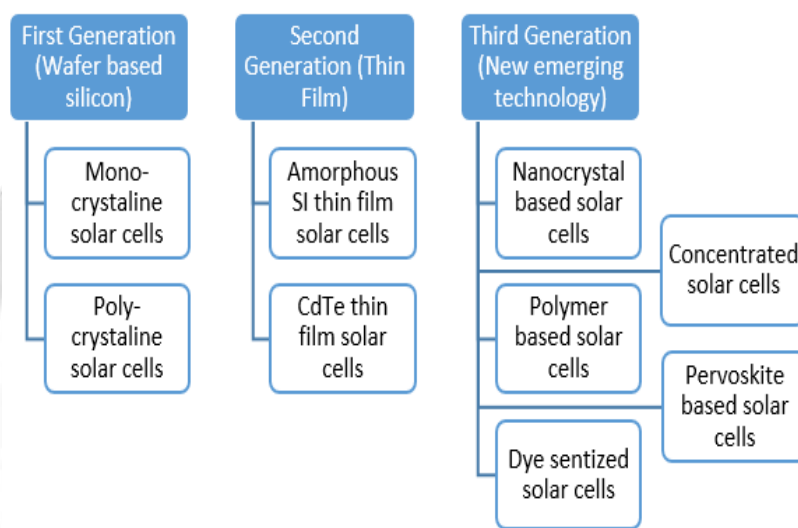 First Generation
(Wafer based
silicon)
Mono-
crystaline
solar cells
Poly-
crystaline
solar cells
Second
Generation (Thin
Film)
Amorphous
SI thin film
solar cells
CdTe thin
film solar
cells
Third Generation
(New emerging
technology)
Nanocrystal
based solar
cells
Concentrated
solar cells
Polymer
based solar
cells
Pervoskite
based solar
cells
Dye sentized
solar cells